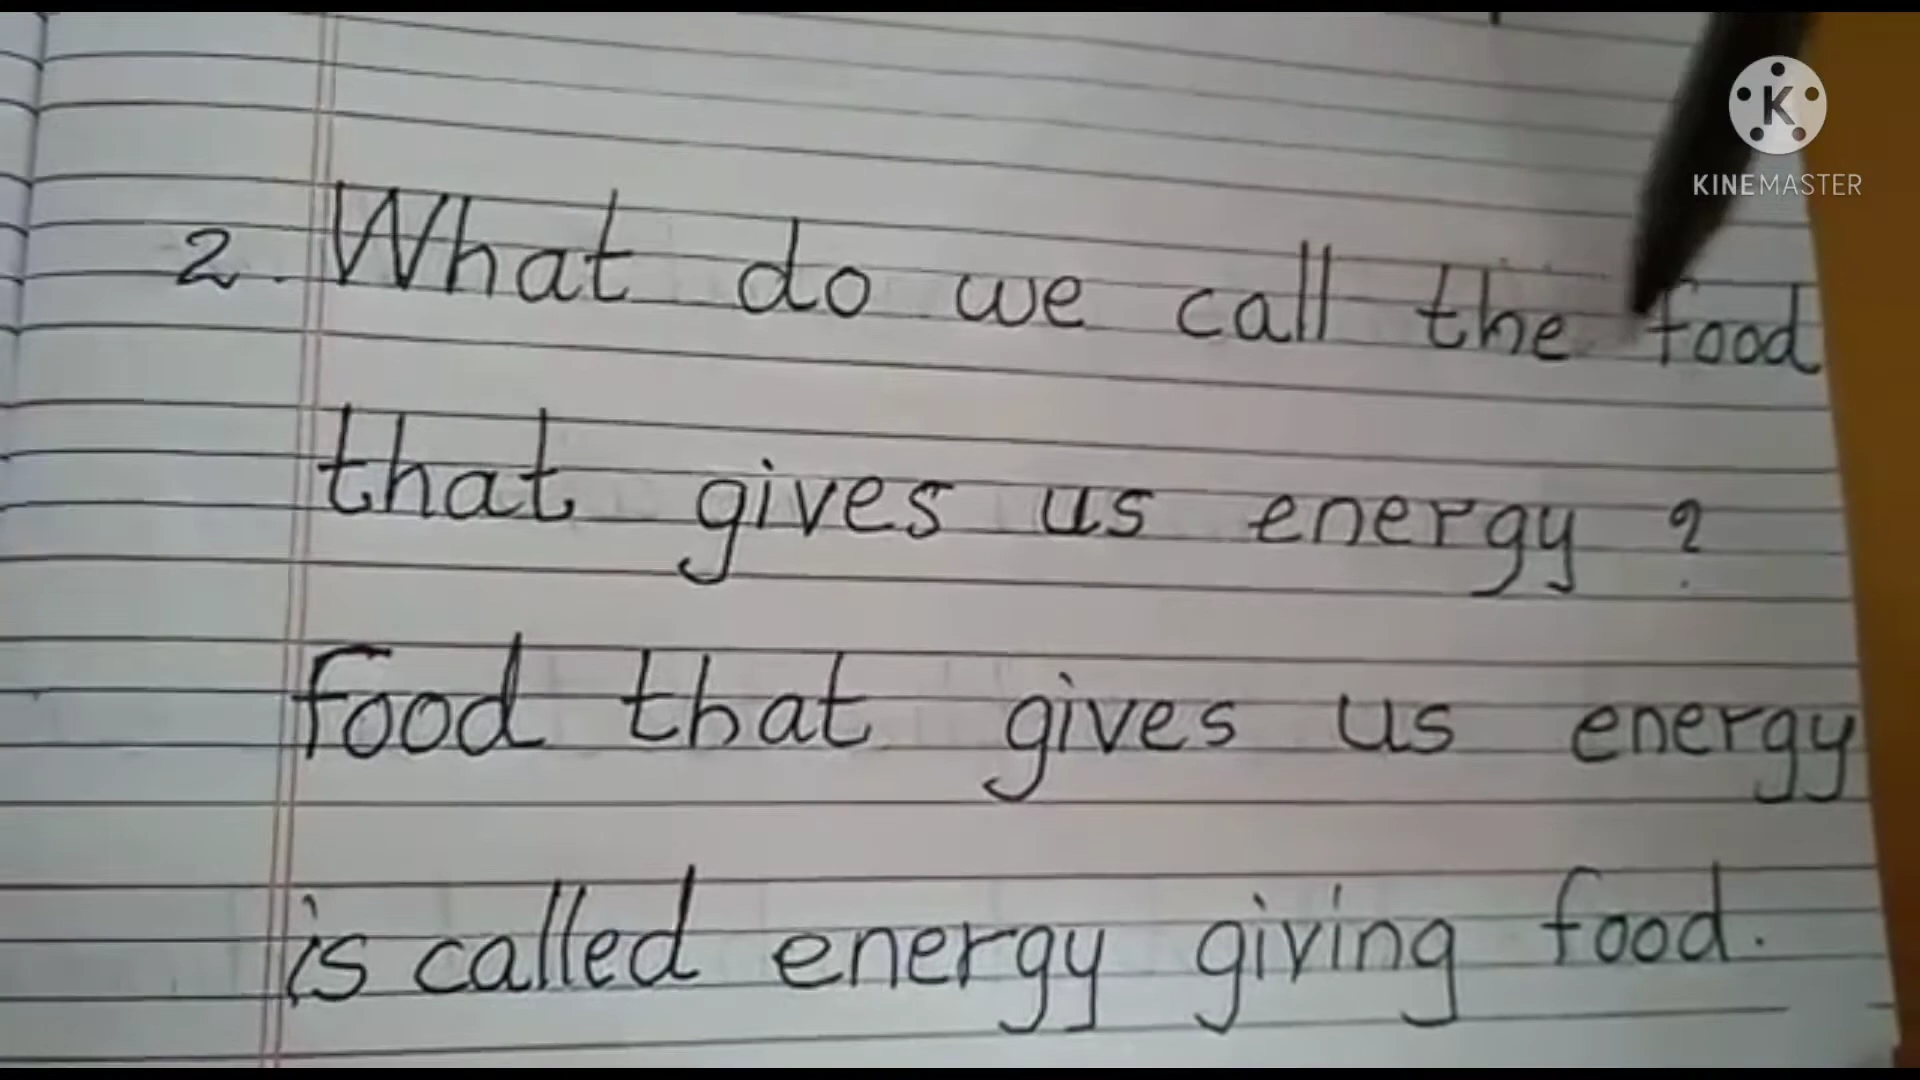 KINEMASTER
2. What do we call the food
that gives us energy ?
food that gives us energy
is called energy giving food.